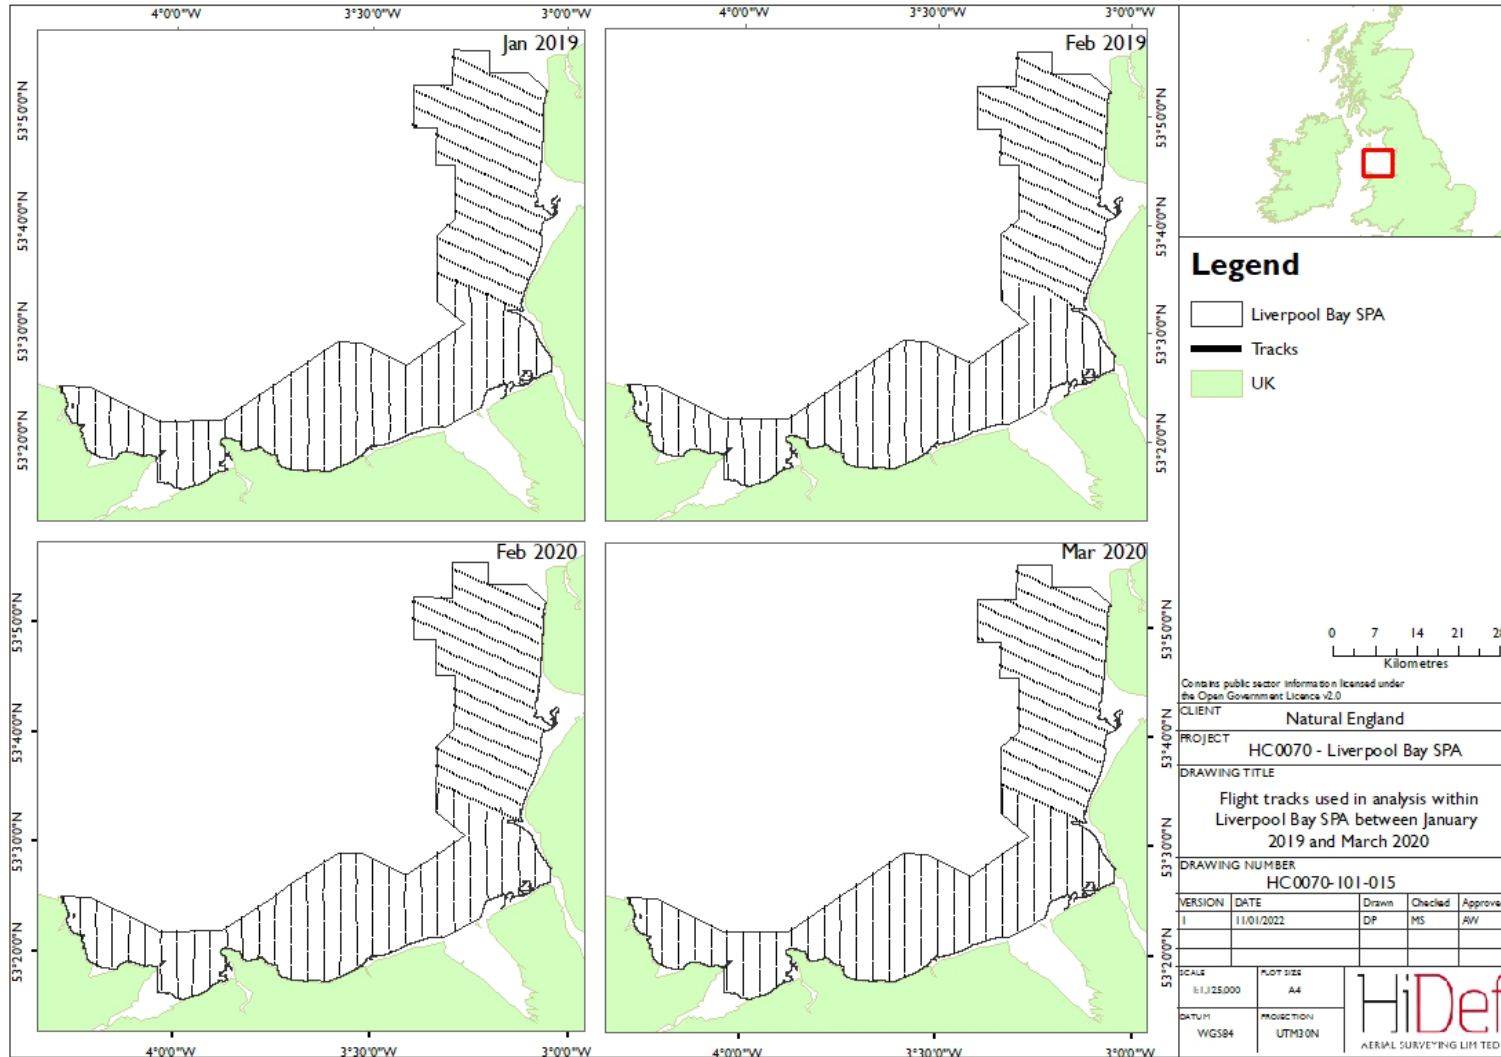 4°0'0"W 3°30'0"W 3°0'0"W 4°0'0"W 3°30'0"W 3°0'0"W
Jan 2019
Feb 2019
53°50'0"N
53°40'0"N
53°30'0"N
53°20'0"N
53°50'0"N
53°40'0"N
53°30'0"N
53°20'0"N
Feb 2020
Mar 2020
53°50'0"N
53°40'0"N
53°30'0"N
53°20'0"N
53°50'0"N
53°40'0"N
53°30'0"N
53°20'0"N
4°0'0"W 3°30'0"W 3°0'0"W 4°0'0"W 3°30'0"W 3°0'0"W
Legend
Liverpool Bay SPA
Tracks
UK
0 7 14 21
Kilometres
Contains public sector information licensed under
the Open Government Licence v2.0
CLIENT
Natural England
PROJECT
HC0070 - Liverpool Bay SPA
DRAWING TITLE
Flight tracks used in analysis within
Liverpool Bay SPA between January
2019 and March 2020
DRAWING NUMBER
HC0070-101-015
VERSION DATE Drawn Checked Approve
1 11/01/2022 DP MS AW
SCALE PLOT SIZE
1:1,125,000 A4
DATUM PROJECTION
WGS84 UTM30N
HiDef
AERIAL SURVEYING LIMITED